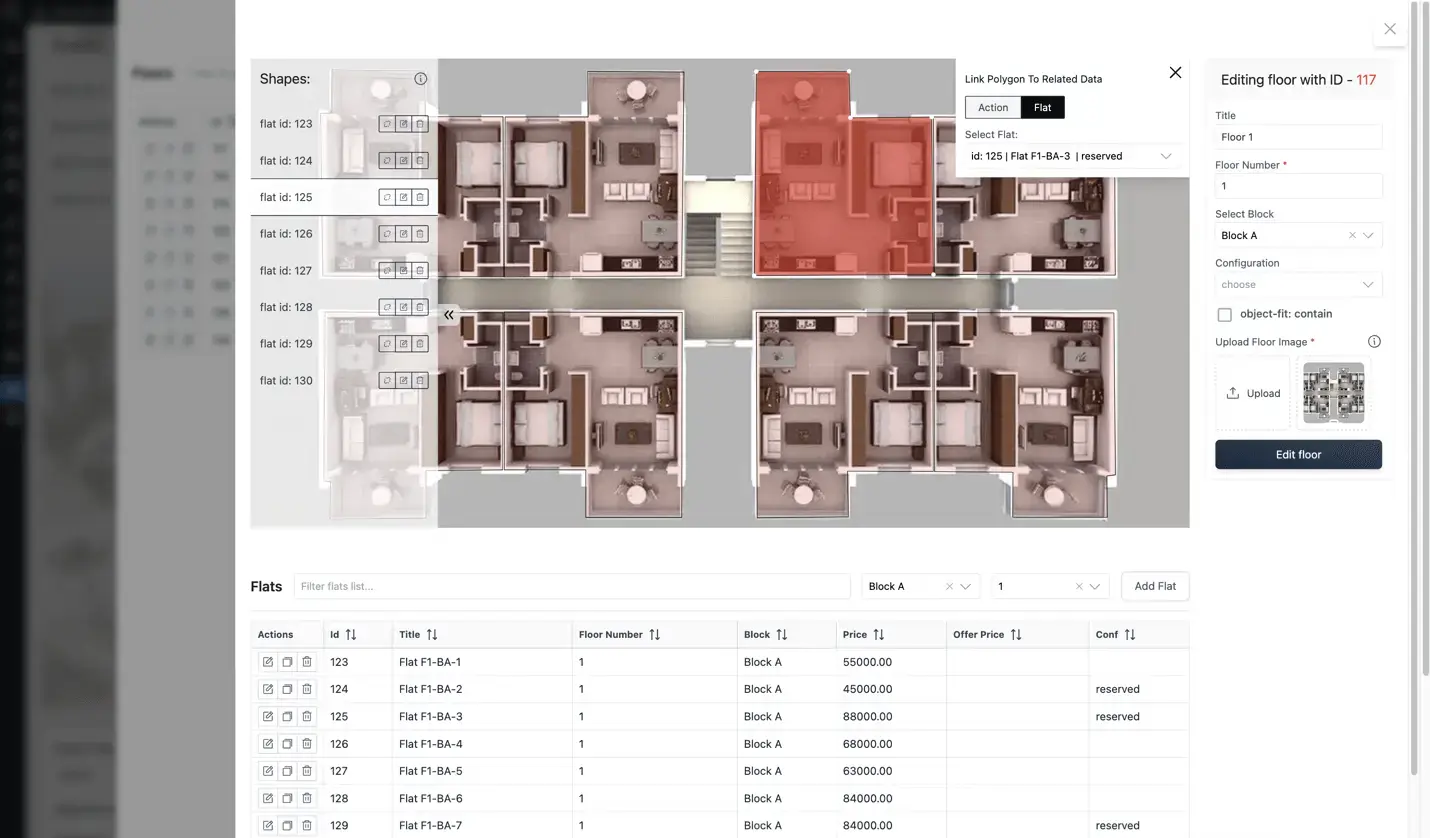 Shapes:
flat id: 123
flat id: 124
flat id: 125
flat id: 126
flat id: 127
flat id: 128
flat id: 129
flat id: 130
Link Polygon To Related Data
Action Flat
Select Flat:
id: 125 | Flat F1-BA-3 | reserved
Editing floor with ID - 117
Title
Floor 1
Floor Number *
1
Select Block
Block A
Configuration
choose
object-fit: contain
Upload Floor Image *
Upload
Edit floor
Flats Filter flats list... Block A 1 Add Flat
Actions Id Title Floor Number Block Price Offer Price Conf
123 Flat F1-BA-1 1 Block A 55000.00
124 Flat F1-BA-2 1 Block A 45000.00 reserved
125 Flat F1-BA-3 1 Block A 88000.00 reserved
126 Flat F1-BA-4 1 Block A 68000.00
127 Flat F1-BA-5 1 Block A 63000.00
128 Flat F1-BA-6 1 Block A 84000.00
129 Flat F1-BA-7 1 Block A 84000.00 reserved